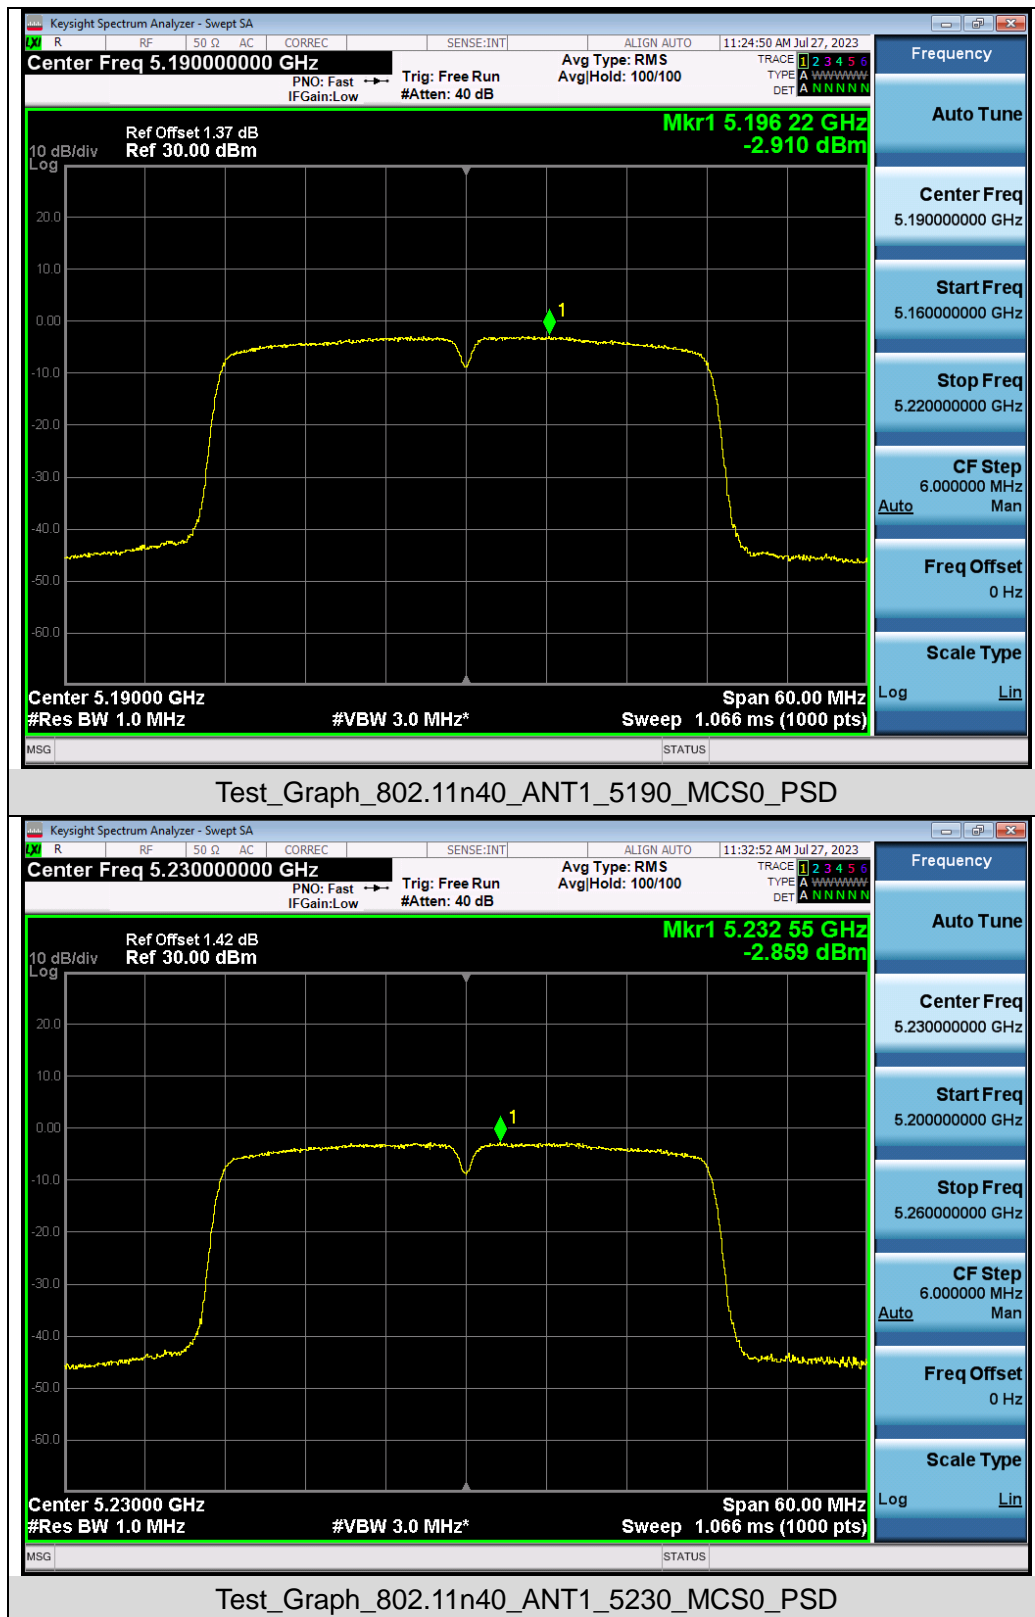 Keysight Spectrum Analyzer - Swept SA
LXI R RF 50 Ω AC CORREC SENSE:INT ALIGN AUTO 11:24:50 AM Jul 27, 2023
Center Freq 5.190000000 GHz
PNO: Fast
IFGain:Low
Trig: Free Run
#Atten: 40 dB
Avg Type: RMS
Avg|Hold: 100/100
TRACE 1 2 3 4 5 6
TYPE A WWWWW
DET A N N N N N
Ref Offset 1.37 dB
10 dB/div Ref 30.00 dBm
Log
Mkr1 5.196 22 GHz
-2.910 dBm
20.0
10.0
0.00
-10.0
-20.0
-30.0
-40.0
-50.0
-60.0
1
Center 5.19000 GHz Span 60.00 MHz
#Res BW 1.0 MHz #VBW 3.0 MHz* Sweep 1.066 ms (1000 pts)
MSG STATUS
Frequency
Auto Tune
Center Freq
5.190000000 GHz
Start Freq
5.160000000 GHz
Stop Freq
5.220000000 GHz
CF Step
6.000000 MHz
Auto Man
Freq Offset
0 Hz
Scale Type
Log Lin
Test_Graph_802.11n40_ANT1_5190_MCS0_PSD
Keysight Spectrum Analyzer - Swept SA
LXI R RF 50 Ω AC CORREC SENSE:INT ALIGN AUTO 11:32:52 AM Jul 27, 2023
Center Freq 5.230000000 GHz
PNO: Fast
IFGain:Low
Trig: Free Run
#Atten: 40 dB
Avg Type: RMS
Avg|Hold: 100/100
TRACE 1 2 3 4 5 6
TYPE A WWWWW
DET A N N N N N
Ref Offset 1.42 dB
10 dB/div Ref 30.00 dBm
Log
Mkr1 5.232 55 GHz
-2.859 dBm
20.0
10.0
0.00
-10.0
-20.0
-30.0
-40.0
-50.0
-60.0
1
Center 5.23000 GHz Span 60.00 MHz
#Res BW 1.0 MHz #VBW 3.0 MHz* Sweep 1.066 ms (1000 pts)
MSG STATUS
Frequency
Auto Tune
Center Freq
5.230000000 GHz
Start Freq
5.200000000 GHz
Stop Freq
5.260000000 GHz
CF Step
6.000000 MHz
Auto Man
Freq Offset
0 Hz
Scale Type
Log Lin
Test_Graph_802.11n40_ANT1_5230_MCS0_PSD